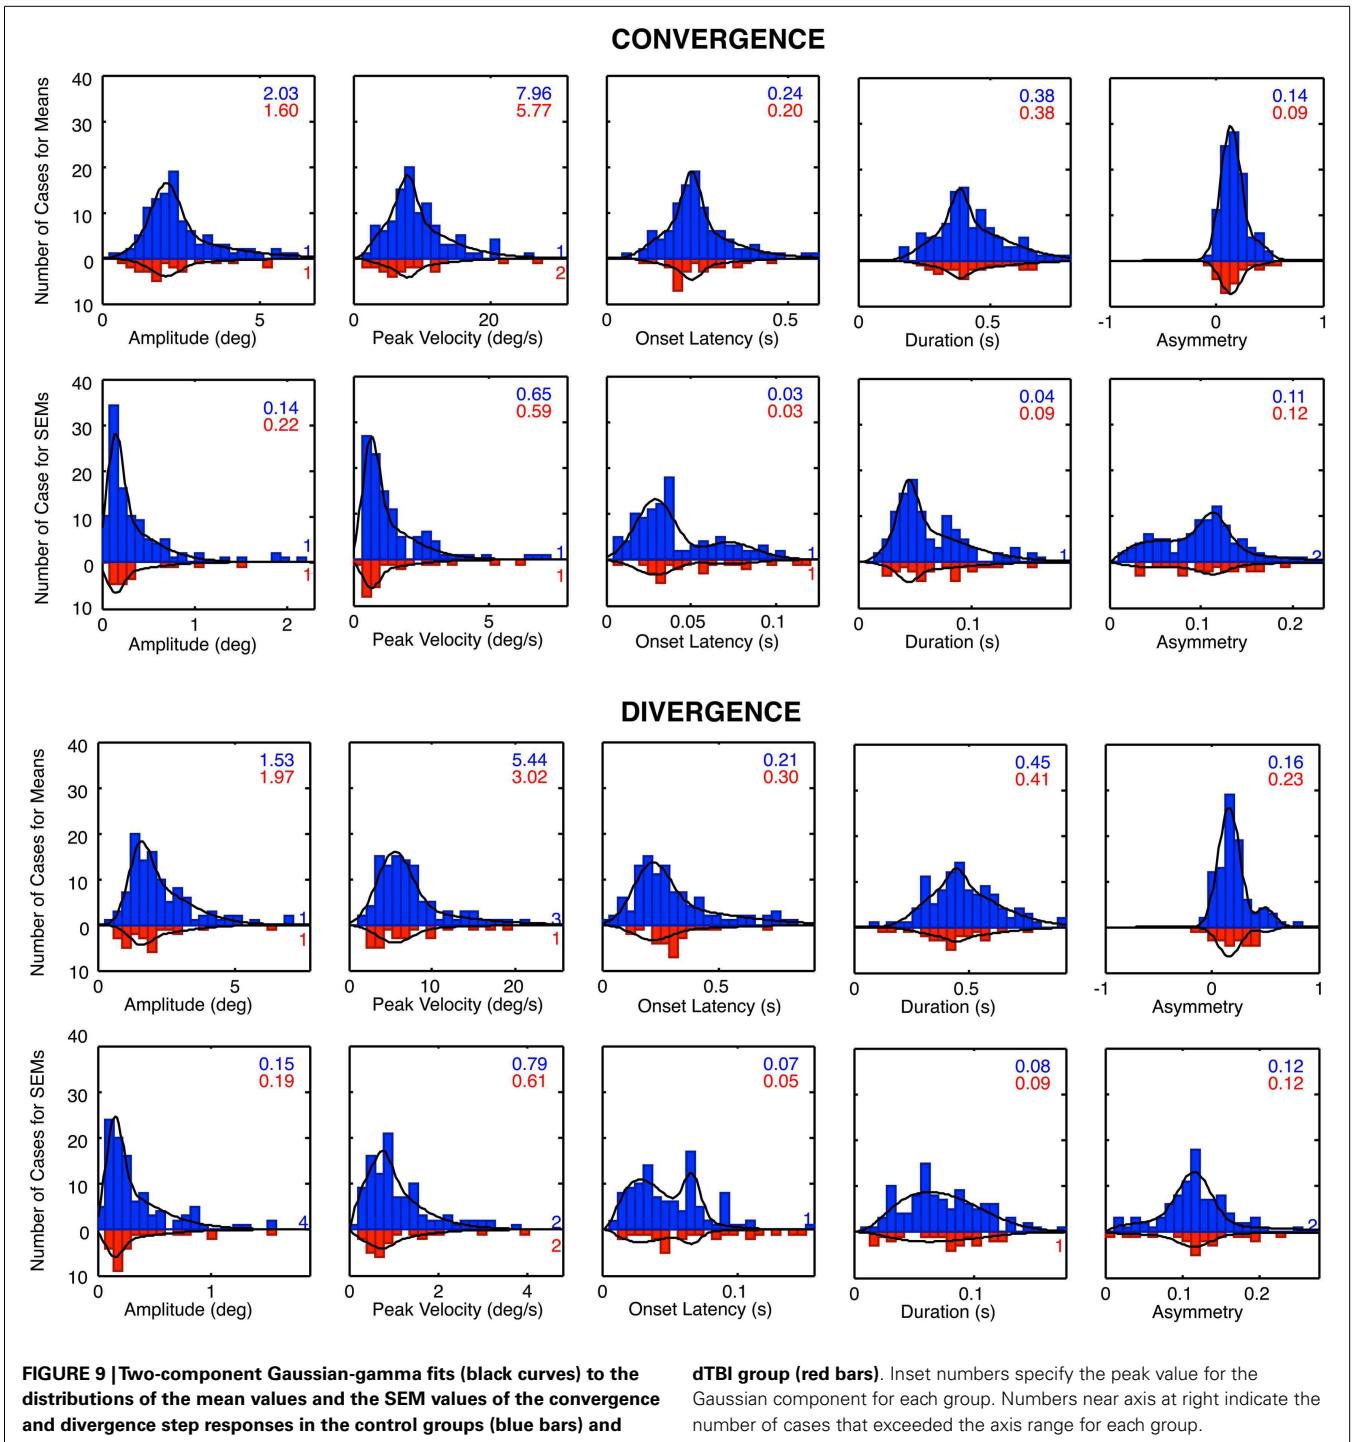 CONVERGENCE
Number of Cases for Means
40
30
20
10
0
10
2.03
1.60
1
1
0 5
Amplitude (deg)
7.96
5.77
1
2
0 20
Peak Velocity (deg/s)
0.24
0.20
0 0.5
Onset Latency (s)
0.38
0.38
0 0.5
Duration (s)
0.14
0.09
-1 0 1
Asymmetry
Number of Case for SEMs
40
30
20
10
0
10
0.14
0.22
1
1
0 1 2
Amplitude (deg)
0.65
0.59
1
1
0 5
Peak Velocity (deg/s)
0.03
0.03
1
1
0 0.05 0.1
Onset Latency (s)
0.04
0.09
1
0 0.1
Duration (s)
0.11
0.12
2
0 0.1 0.2
Asymmetry
DIVERGENCE
Number of Cases for Means
40
30
20
10
0
10
1.53
1.97
1
1
5
Amplitude (deg)
5.44
3.02
3
1
0 10 20
Peak Velocity (deg/s)
0.21
0.30
0 0.5
Onset Latency (s)
0.45
0.41
0 0.5
Duration (s)
0.16
0.23
-1 0 1
Asymmetry
Number of Cases for SEMs
40
30
20
10
0
10
0.15
0.19
4
0 1
Amplitude (deg)
0.79
0.61
2
2
0 2 4
Peak Velocity (deg/s)
0.07
0.05
1
0 0.1
Onset Latency (s)
0.08
0.09
1
0 0.1
Duration (s)
0.12
0.12
2
0 0.1 0.2
Asymmetry
FIGURE 9 | Two-component Gaussian-gamma fits (black curves) to the
distributions of the mean values and the SEM values of the convergence
and divergence step responses in the control groups (blue bars) and
dTBI group (red bars). Inset numbers specify the peak value for the
Gaussian component for each group. Numbers near axis at right indicate the
number of cases that exceeded the axis range for each group.